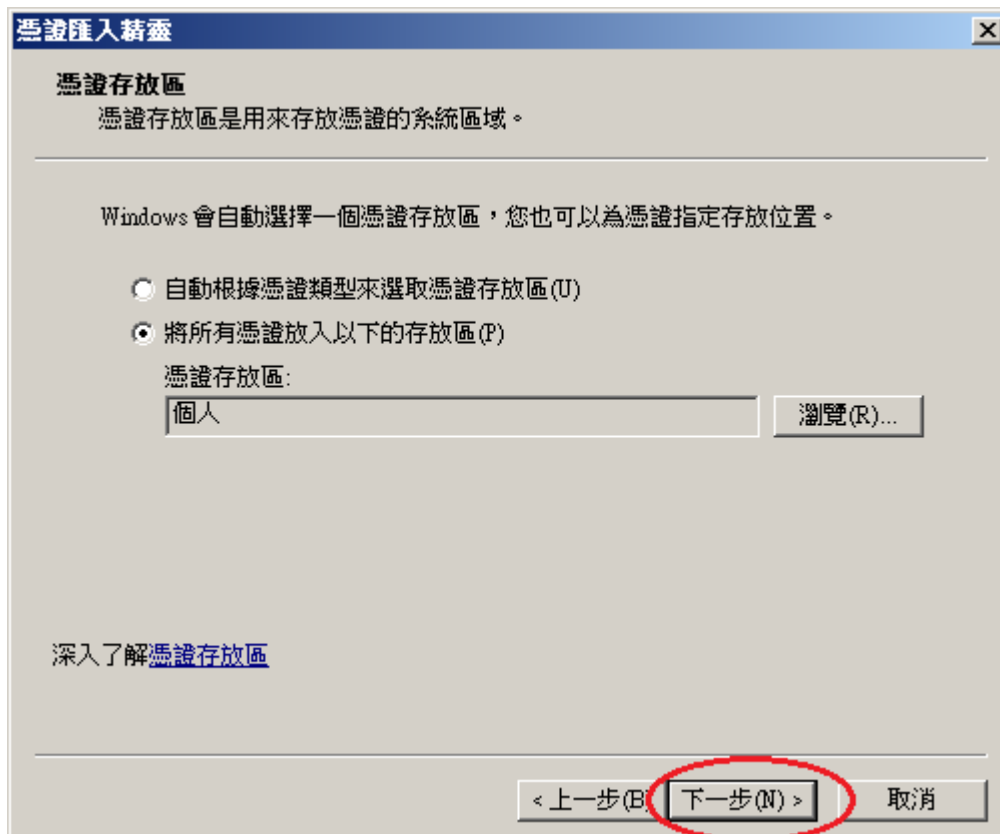 憑證匯入精靈
憑證存放區
憑證存放區是用來存放憑證的系統區域。
Windows 會自動選擇一個憑證存放區，您也可以為憑證指定存放位置。
自動根據憑證類型來選取憑證存放區(U)
將所有憑證放入以下的存放區(P)
憑證存放區:
個人
瀏覽(R)...
深入了解憑證存放區
< 上一步(B) 下一步(N) > 取消